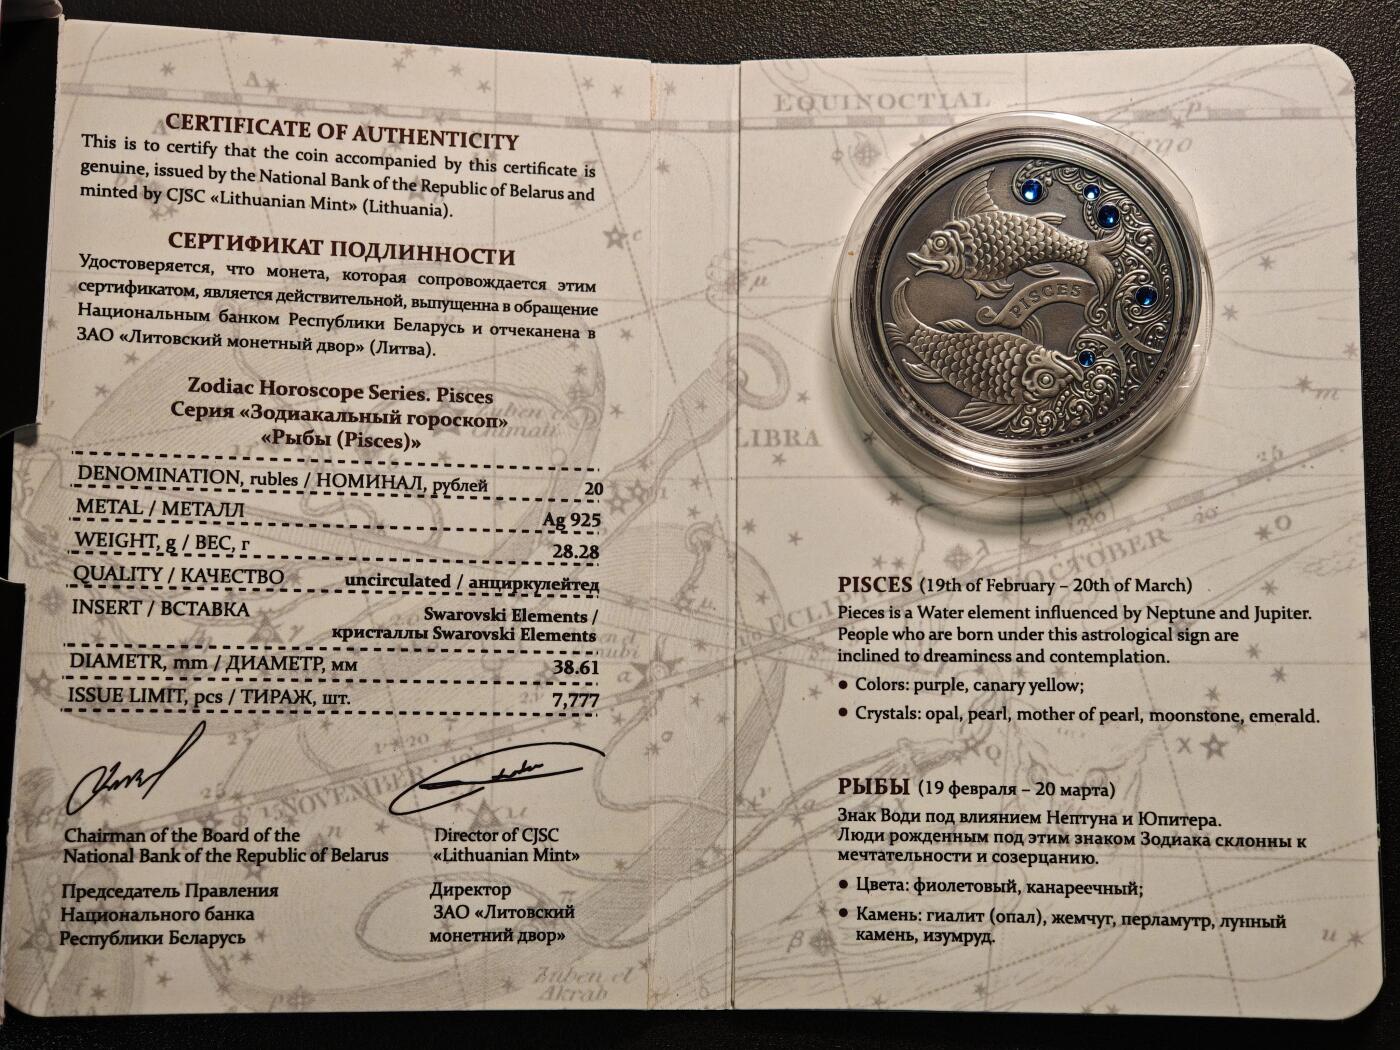 CERTIFICATE OF AUTHENTICITY
This is to certify that the coin accompanied by this certificate is
genuine, issued by the National Bank of the Republic of Belarus and
minted by CJSC «Lithuanian Mint» (Lithuania).
СЕРТИФИКАТ ПОДЛИННОСТИ
Удостоверяется, что монета, которая сопровождается этим
сертификатом, является действительной, выпущенна в обращение
Национальным банком Республики Беларусь и отчеканена в
ЗАО «Литовский монетный двор» (Литва).
Zodiac Horoscope Series. Pisces
Серия «Зодиакальный гороскоп»
«Рыбы (Pisces)»
DENOMINATION, rubles / НОМИНАЛ, рублей 20
METAL / МЕТАЛЛ Ag 925
WEIGHT, g / ВЕС, г 28.28
QUALITY / КАЧЕСТВО uncirculated / анциркулейтед
INSERT / ВСТАВКА Swarovski Elements /
кристаллы Swarovski Elements
DIAMETR, mm / ДИАМЕТР, мм 38.61
ISSUE LIMIT, pcs / ТИРАЖ, шт. 7,777
Chairman of the Board of the
National Bank of the Republic of Belarus
Председатель Правления
Национального банка
Республики Беларусь
Director of CJSC
«Lithuanian Mint»
Директор
ЗАО «Литовский
монетний двор»
EQUINOCTIAL
PISCES
LIBRA
OCTOBER
NOVEMBER
Zuben el
Akrab
PISCES (19th of February – 20th of March)
Pieces is a Water element influenced by Neptune and Jupiter.
People who are born under this astrological sign are
inclined to dreaminess and contemplation.
• Colors: purple, canary yellow;
• Crystals: opal, pearl, mother of pearl, moonstone, emerald.
РЫБЫ (19 февраля – 20 марта)
Знак Води под влиянием Нептуна и Юпитера.
Люди рожденным под этим знаком Зодиака склонны к
мечтательности и созерцанию.
• Цвета: фиолетовый, канареечный;
• Камень: гиалит (опал), жемчуг, перламутр, лунный
камень, изумруд.